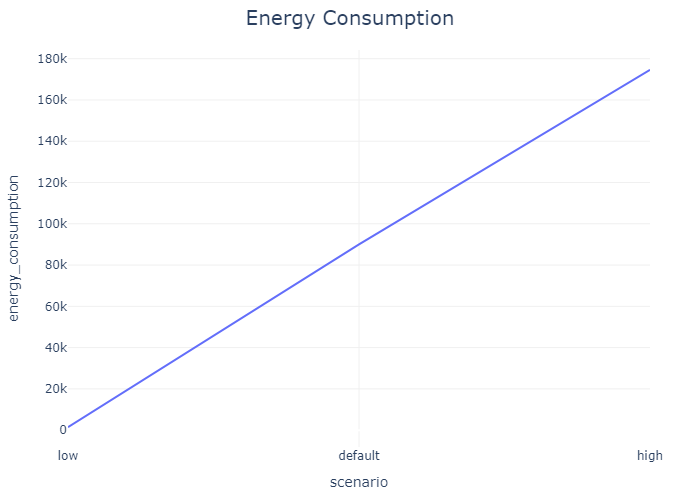 Energy Consumption
180k
160k
140k
120k
100k
80k
60k
40k
20k
0
energy_consumption
low default high
scenario